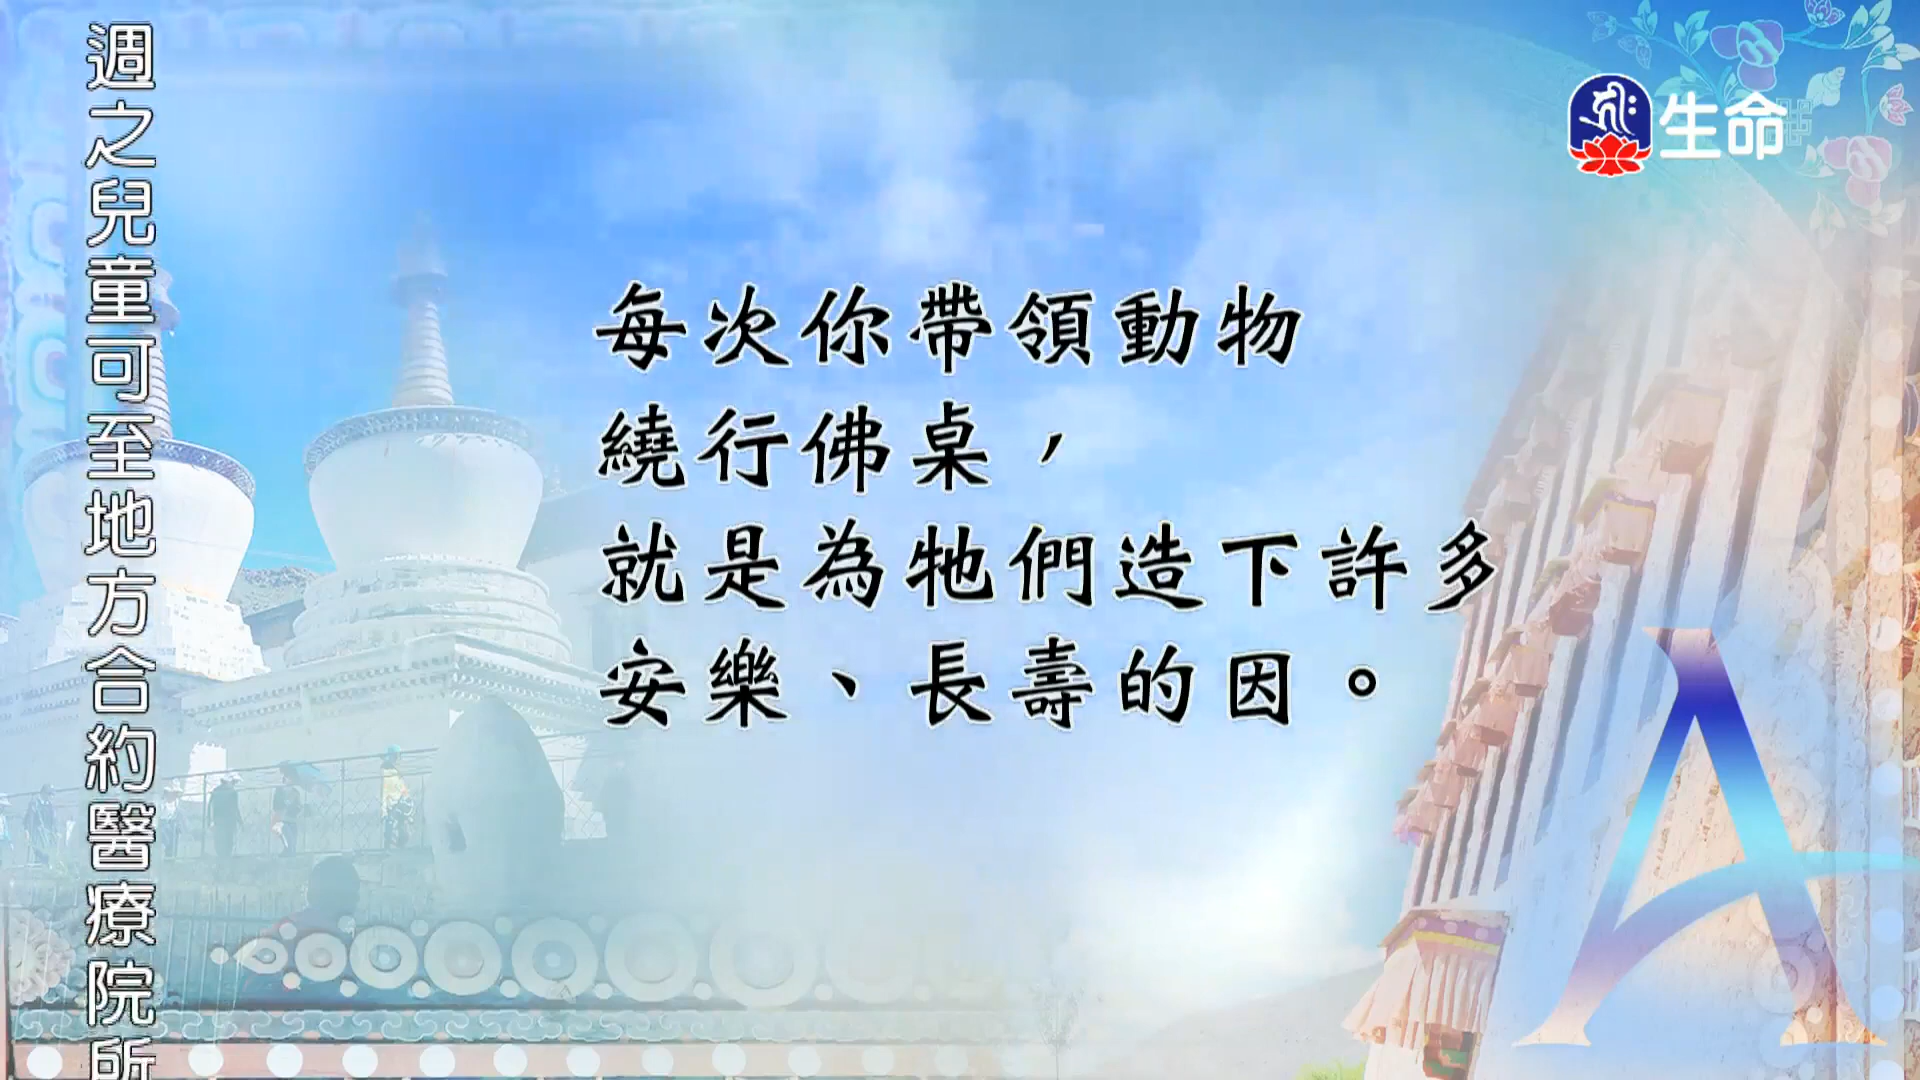 週之兒童可至地方合約醫療院所
生命
每次你帶領動物
繞行佛桌，
就是為牠們造下許多
安樂、長壽的因。
A